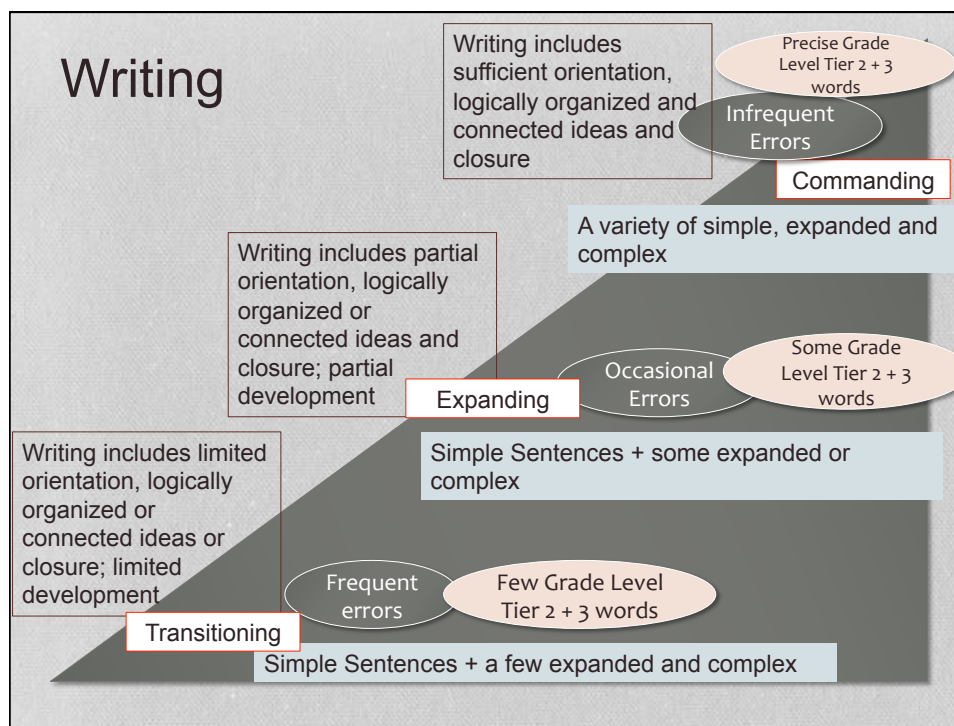 Writing
Writing includes
sufficient orientation,
logically organized and
connected ideas and
closure
Precise Grade
Level Tier 2 + 3
words
Infrequent
Errors
Commanding
A variety of simple, expanded and
complex
Writing includes partial
orientation, logically
organized or
connected ideas and
closure; partial
development
Expanding
Occasional
Errors
Some Grade
Level Tier 2 + 3
words
Simple Sentences + some expanded or
complex
Writing includes limited
orientation, logically
organized or
connected ideas or
closure; limited
development
Transitioning
Frequent
errors
Few Grade Level
Tier 2 + 3 words
Simple Sentences + a few expanded and complex